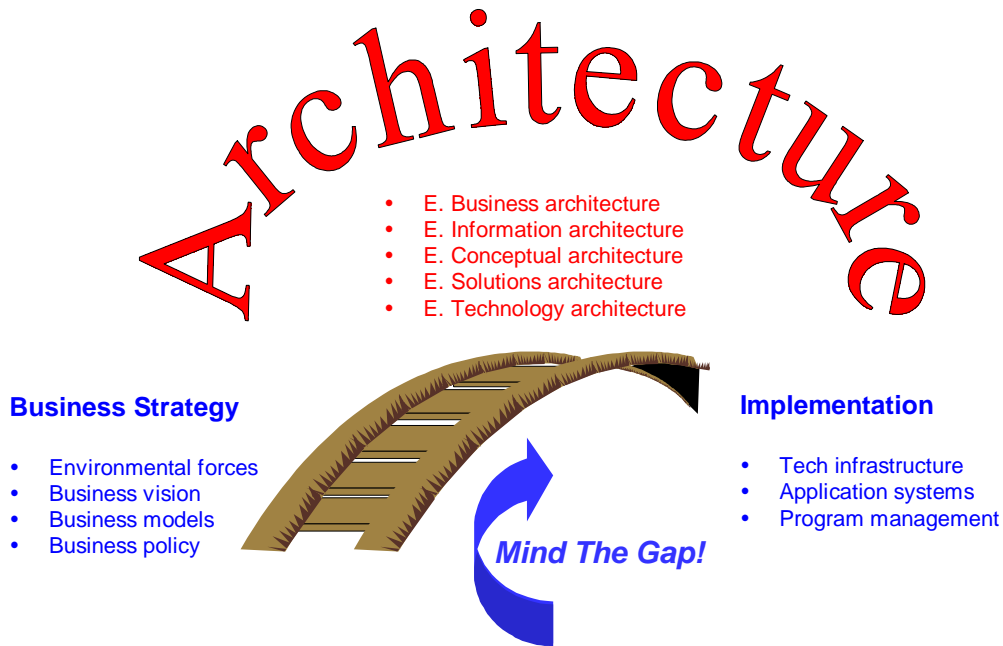 Architecture
• E. Business architecture
• E. Information architecture
• E. Conceptual architecture
• E. Solutions architecture
• E. Technology architecture
Business Strategy
• Environmental forces
• Business vision
• Business models
• Business policy
Implementation
• Tech infrastructure
• Application systems
• Program management
Mind The Gap!